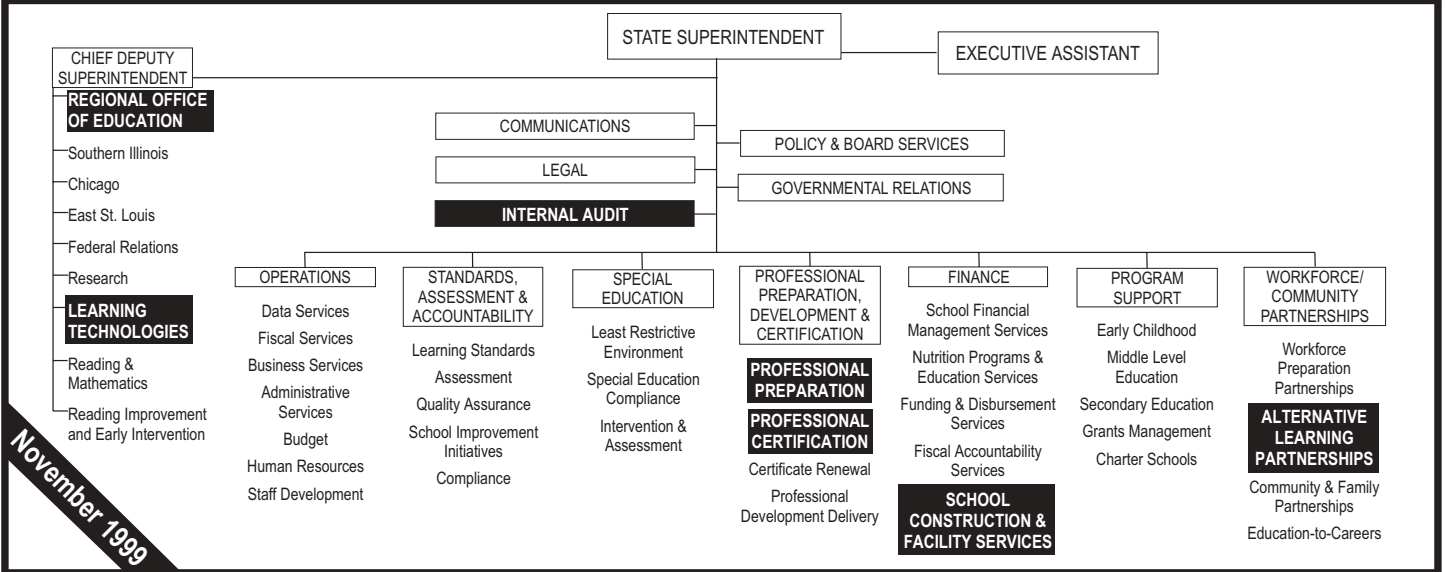 STATE SUPERINTENDENT
EXECUTIVE ASSISTANT
CHIEF DEPUTY
SUPERINTENDENT
REGIONAL OFFICE
OF EDUCATION
Southern Illinois
Chicago
East St. Louis
Federal Relations
Research
LEARNING
TECHNOLOGIES
Reading &
Mathematics
Reading Improvement
and Early Intervention
COMMUNICATIONS
LEGAL
INTERNAL AUDIT
POLICY & BOARD SERVICES
GOVERNMENTAL RELATIONS
OPERATIONS
Data Services
Fiscal Services
Business Services
Administrative
Services
Budget
Human Resources
Staff Development
STANDARDS,
ASSESSMENT &
ACCOUNTABILITY
Learning Standards
Assessment
Quality Assurance
School Improvement
Initiatives
Compliance
SPECIAL
EDUCATION
Least Restrictive
Environment
Special Education
Compliance
Intervention &
Assessment
PROFESSIONAL
PREPARATION,
DEVELOPMENT &
CERTIFICATION
PROFESSIONAL
PREPARATION
PROFESSIONAL
CERTIFICATION
Certificate Renewal
Professional
Development Delivery
FINANCE
School Financial
Management Services
Nutrition Programs &
Education Services
Funding & Disbursement
Services
Fiscal Accountability
Services
SCHOOL
CONSTRUCTION &
FACILITY SERVICES
PROGRAM
SUPPORT
Early Childhood
Middle Level
Education
Secondary Education
Grants Management
Charter Schools
WORKFORCE/
COMMUNITY
PARTNERSHIPS
Workforce
Preparation
Partnerships
ALTERNATIVE
LEARNING
PARTNERSHIPS
Community & Family
Partnerships
Education-to-Careers
November 1999